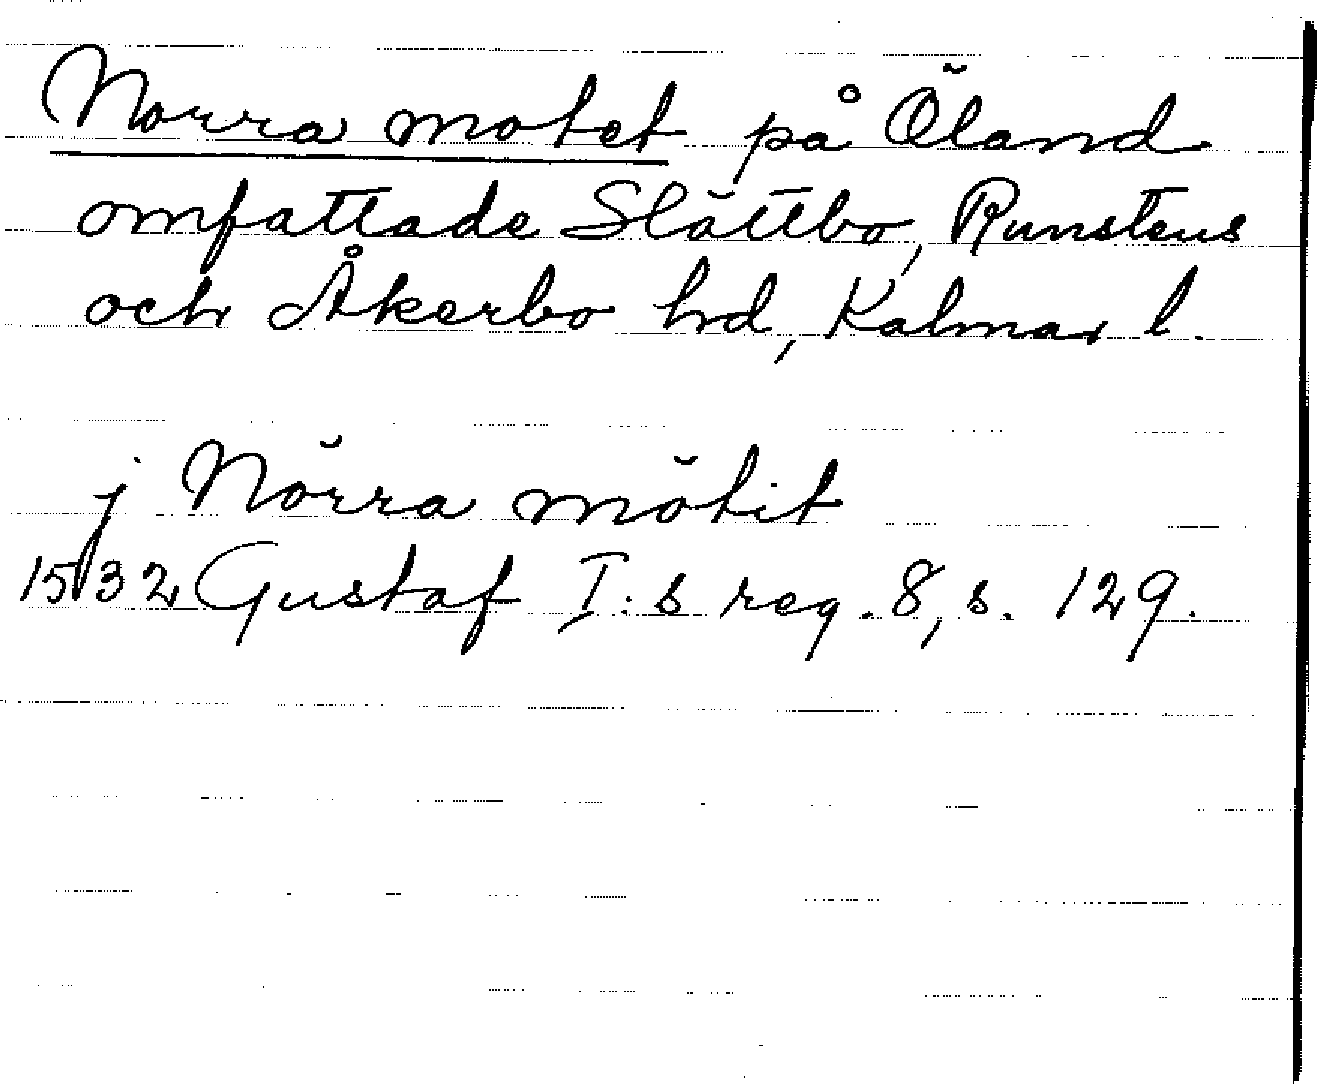 Norra motet på Öland
omfattade Slättbo, Runstens
och Åkerbo hd, Kalmar l.
j Nörra mötit
1532 Gustaf I:s reg. 8, s. 129.